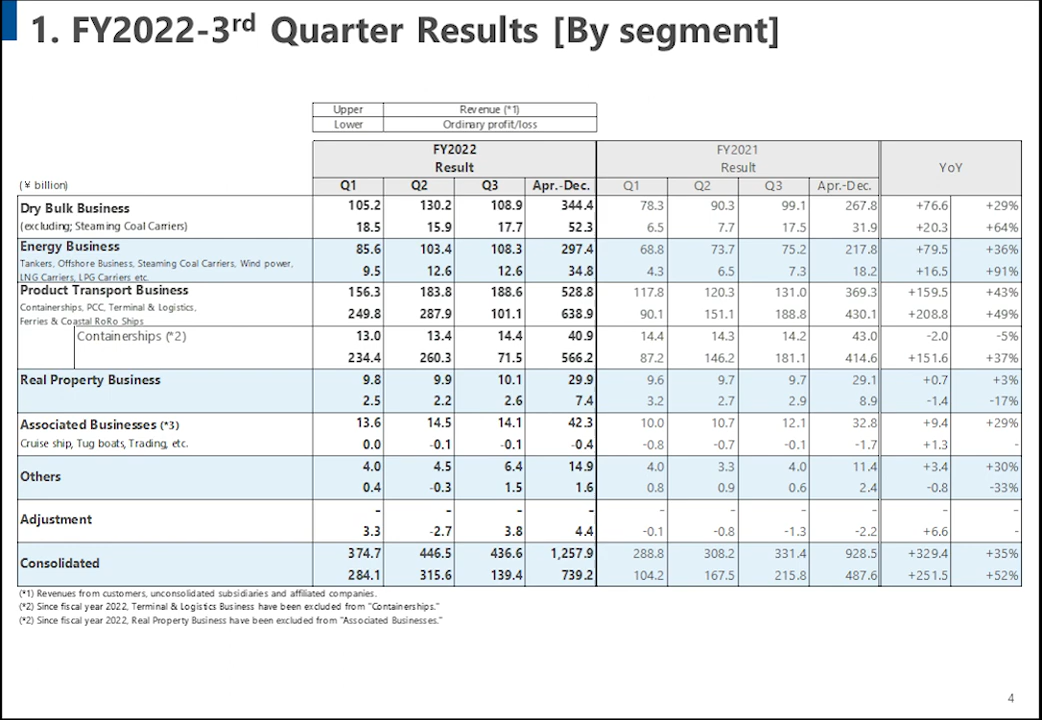 1. FY2022-3rd Quarter Results [By segment]
Upper Revenue (*1)
Lower Ordinary profit/loss
FY2022 FY2021
Result Result YoY
(¥ billion) Q1 Q2 Q3 Apr.-Dec. Q1 Q2 Q3 Apr.-Dec.
Dry Bulk Business 105.2 130.2 108.9 344.4 78.3 90.3 99.1 267.8 +76.6 +29%
(excluding; Steaming Coal Carriers) 18.5 15.9 17.7 52.3 6.5 7.7 17.5 31.9 +20.3 +64%
Energy Business 85.6 103.4 108.3 297.4 68.8 73.7 75.2 217.8 +79.5 +36%
Tankers, Offshore Business, Steaming Coal Carriers, Wind power,
LNG Carriers, LPG Carriers etc. 9.5 12.6 12.6 34.8 4.3 6.5 7.3 18.2 +16.5 +91%
Product Transport Business 156.3 183.8 188.6 528.8 117.8 120.3 131.0 369.3 +159.5 +43%
Containerships, PCC, Terminal & Logistics,
Ferries & Coastal RoRo Ships 249.8 287.9 101.1 638.9 90.1 151.1 188.8 430.1 +208.8 +49%
Containerships (*2) 13.0 13.4 14.4 40.9 14.4 14.3 14.2 43.0 -2.0 -5%
234.4 260.3 71.5 566.2 87.2 146.2 181.1 414.6 +151.6 +37%
Real Property Business 9.8 9.9 10.1 29.9 9.6 9.7 9.7 29.1 +0.7 +3%
2.5 2.2 2.6 7.4 3.2 2.7 2.9 8.9 -1.4 -17%
Associated Businesses (*3) 13.6 14.5 14.1 42.3 10.0 10.7 12.1 32.8 +9.4 +29%
Cruise ship, Tug boats, Trading, etc. 0.0 -0.1 -0.1 -0.4 -0.8 -0.7 -0.1 -1.7 +1.3 -
Others 4.0 4.5 6.4 14.9 4.0 3.3 4.0 11.4 +3.4 +30%
0.4 -0.3 1.5 1.6 0.8 0.9 0.6 2.4 -0.8 -33%
Adjustment - - - - - - - - - -
3.3 -2.7 3.8 4.4 -0.1 -0.8 -1.3 -2.2 +6.6 -
Consolidated 374.7 446.5 436.6 1,257.9 288.8 308.2 331.4 928.5 +329.4 +35%
284.1 315.6 139.4 739.2 104.2 167.5 215.8 487.6 +251.5 +52%
(*1) Revenues from customers, unconsolidated subsidiaries and affiliated companies.
(*2) Since fiscal year 2022, Terminal & Logistics Business have been excluded from "Containerships."
(*2) Since fiscal year 2022, Real Property Business have been excluded from "Associated Businesses."
4